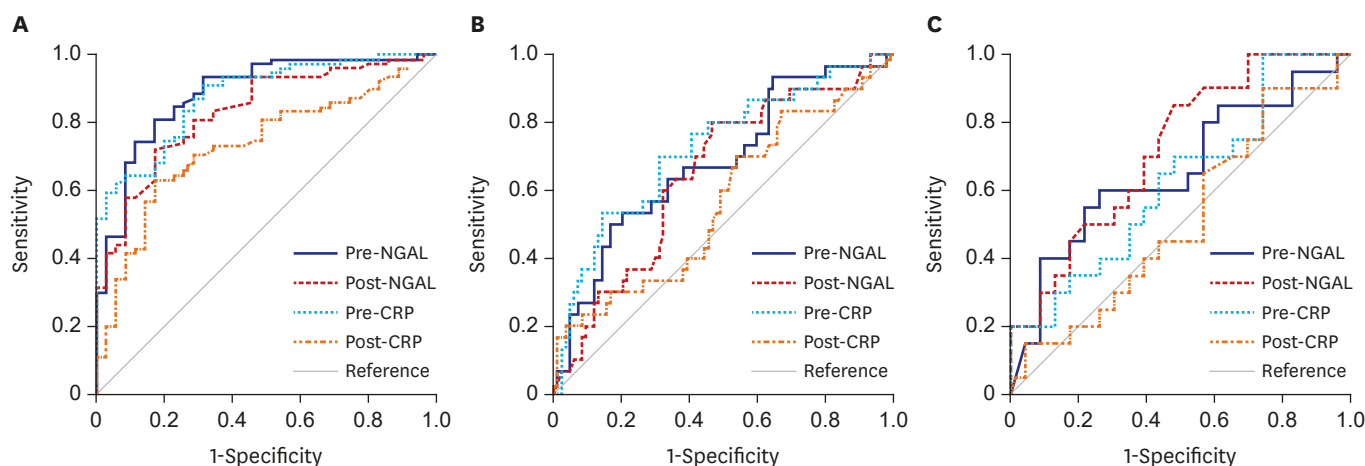 A
Sensitivity
1.0
0.8
0.6
0.4
0.2
0
0 0.2 0.4 0.6 0.8 1.0
1-Specificity
Pre-NGAL
Post-NGAL
Pre-CRP
Post-CRP
Reference
B
Sensitivity
1.0
0.8
0.6
0.4
0.2
0
0 0.2 0.4 0.6 0.8 1.0
1-Specificity
Pre-NGAL
Post-NGAL
Pre-CRP
Post-CRP
Reference
C
Sensitivity
1.0
0.8
0.6
0.4
0.2
0
0 0.2 0.4 0.6 0.8 1.0
1-Specificity
Pre-NGAL
Post-NGAL
Pre-CRP
Post-CRP
Reference